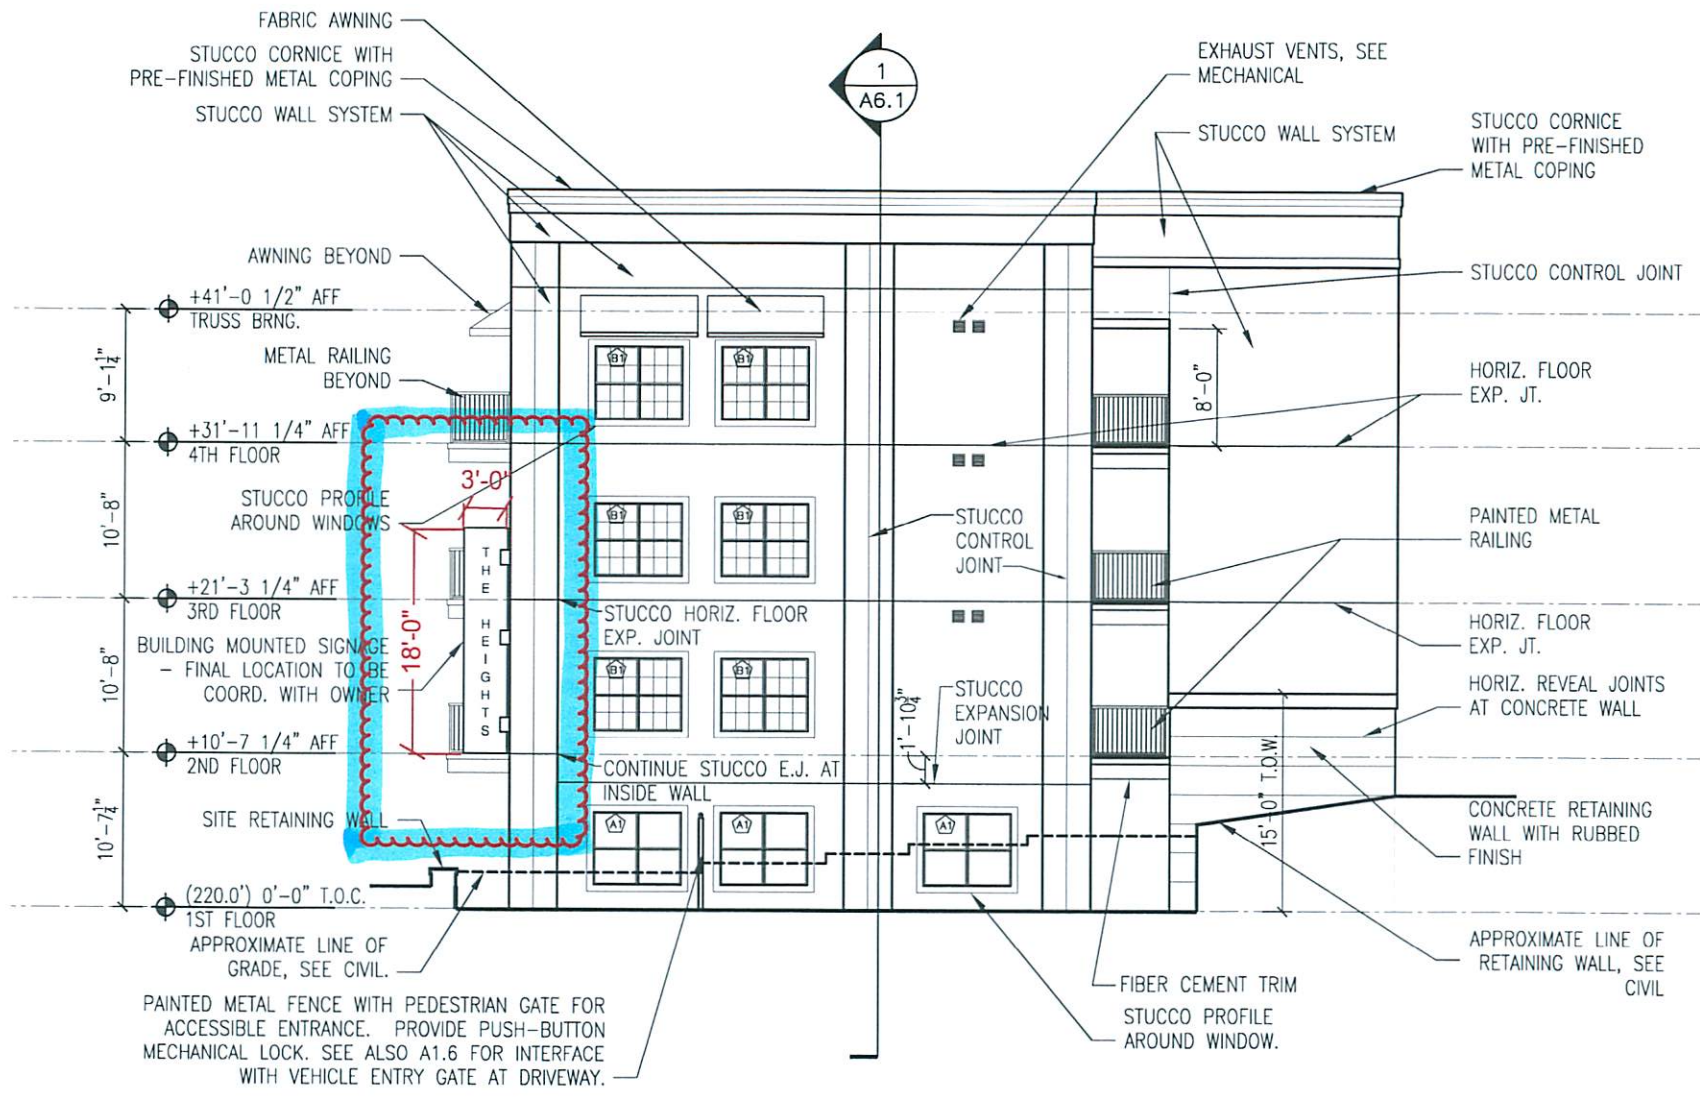 FABRIC AWNING
STUCCO CORNICE WITH
PRE-FINISHED METAL COPING
STUCCO WALL SYSTEM
AWNING BEYOND
+41'-0 1/2" AFF
TRUSS BRNG.
METAL RAILING
BEYOND
9'-1 1/4"
+31'-11 1/4" AFF
4TH FLOOR
3'-0"
STUCCO PROFILE
AROUND WINDOWS
10'-8"
+21'-3 1/4" AFF
3RD FLOOR
BUILDING MOUNTED SIGNAGE
- FINAL LOCATION TO BE
COORD. WITH OWNER
18'-0"
THE HEIGHTS
10'-8"
+10'-7 1/4" AFF
2ND FLOOR
SITE RETAINING WALL
10'-7 1/4"
(220.0') 0'-0" T.O.C.
1ST FLOOR
APPROXIMATE LINE OF
GRADE, SEE CIVIL.
PAINTED METAL FENCE WITH PEDESTRIAN GATE FOR
ACCESSIBLE ENTRANCE. PROVIDE PUSH-BUTTON
MECHANICAL LOCK. SEE ALSO A1.6 FOR INTERFACE
WITH VEHICLE ENTRY GATE AT DRIVEWAY.
1
A6.1
B1
B1
B1
B1
B1
B1
A1
A1
A1
STUCCO
CONTROL
JOINT
STUCCO HORIZ. FLOOR
EXP. JOINT
STUCCO
EXPANSION
JOINT
1'-10 3/4"
CONTINUE STUCCO E.J. AT
INSIDE WALL
EXHAUST VENTS, SEE
MECHANICAL
STUCCO WALL SYSTEM
STUCCO CORNICE
WITH PRE-FINISHED
METAL COPING
STUCCO CONTROL JOINT
8'-0"
HORIZ. FLOOR
EXP. JT.
PAINTED METAL
RAILING
HORIZ. FLOOR
EXP. JT.
HORIZ. REVEAL JOINTS
AT CONCRETE WALL
15'-0" T.O.W.
CONCRETE RETAINING
WALL WITH RUBBED
FINISH
APPROXIMATE LINE OF
RETAINING WALL, SEE
CIVIL
FIBER CEMENT TRIM
STUCCO PROFILE
AROUND WINDOW.